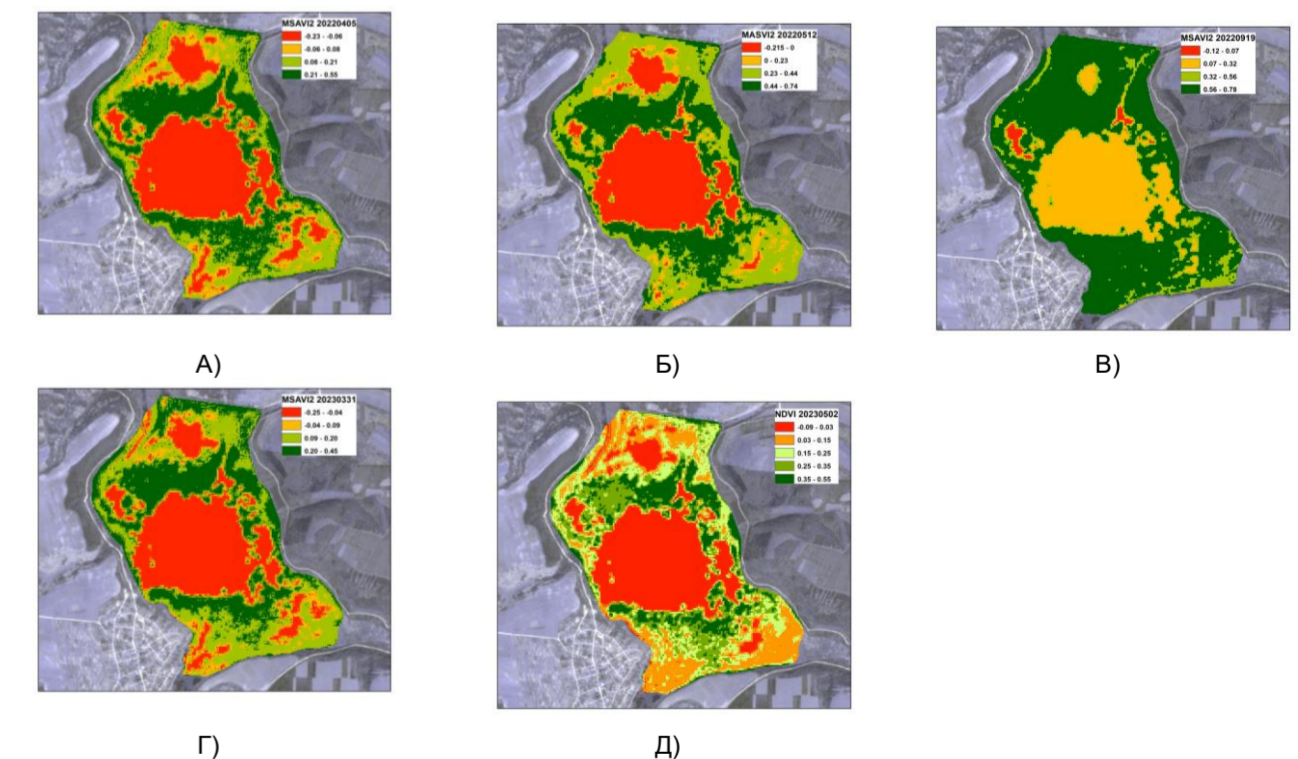 MSAVI2 20220405
-0.23 - -0.06
-0.06 - 0.08
0.08 - 0.21
0.21 - 0.55
А)
MASVI2 20220512
-0.215 - 0
0 - 0.23
0.23 - 0.44
0.44 - 0.74
Б)
MSAVI2 20220919
-0.12 - 0.07
0.07 - 0.32
0.32 - 0.56
0.56 - 0.78
В)
MSAVI2 20230331
-0.25 - -0.04
-0.04 - 0.09
0.09 - 0.20
0.20 - 0.45
Г)
NDVI 20230502
-0.09 - 0.03
0.03 - 0.15
0.15 - 0.25
0.25 - 0.35
0.35 - 0.55
Д)